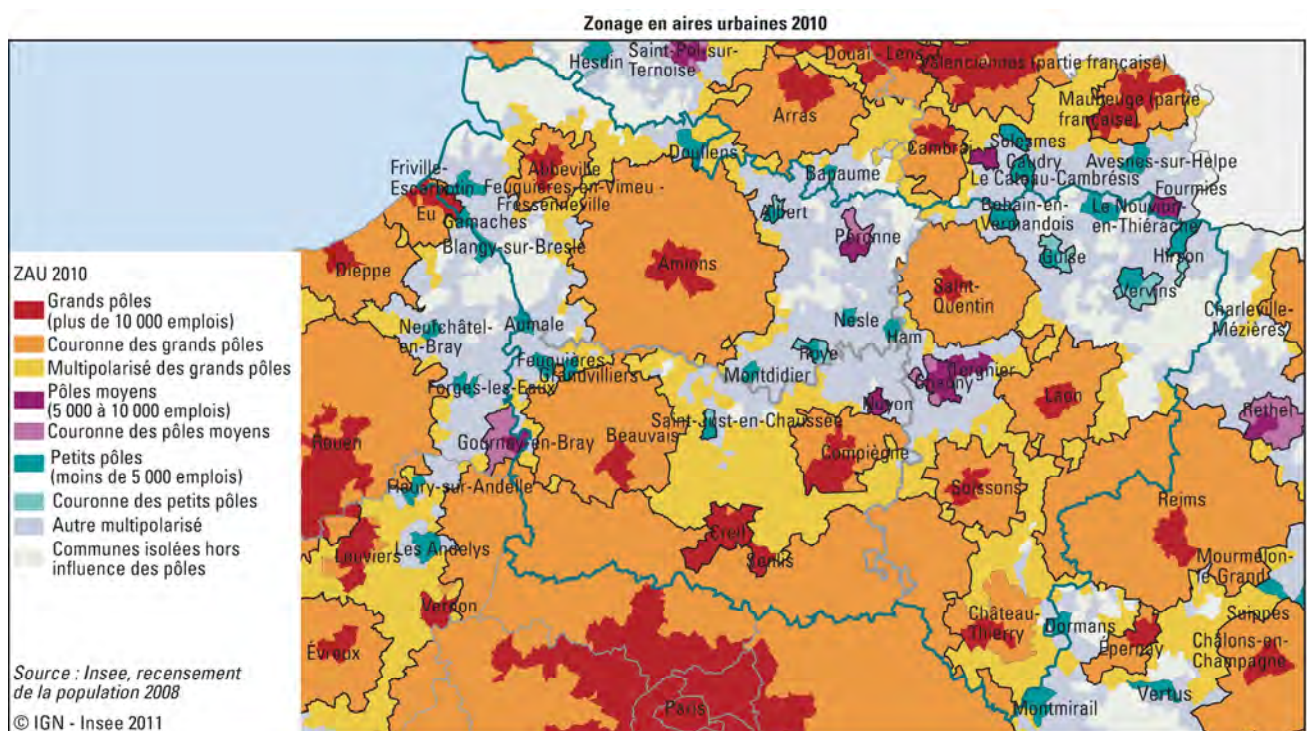 Zonage en aires urbaines 2010
Hesdin
Saint-Pol-sur-
Ternoise
Douai - Lens
Valenciennes (partie française)
Maubeuge (partie
française)
Arras
Cambrai
Solesmes
Caudry
Avesnes-sur-Helpe
Le Cateau-Cambrésis
Fourmies
Doullens
Bapaume
Friville-
Escarbotin
Abbeville
Feuquières-en-Vimeu -
Fressenneville
Eu
Gamaches
Blangy-sur-Bresle
Albert
Bohain-en-
Vermandois
Le Nouvion-
en-Thiérache
Péronne
Guise
Hirson
Dieppe
Amiens
Saint-
Quentin
Vervins
Charleville-
Mézières
Neufchâtel-
en-Bray
Aumale
Nesle
Ham
Roye
Feuquières
Grandvilliers
Montdidier
Forges-les-Eaux
Chauny
Tergnier
Noyon
Laon
Rethel
Saint-Just-en-Chaussée
Rouen
Gournay-en-Bray
Beauvais
Compiègne
Fleury-sur-Andelle
Soissons
Reims
Creil
Louviers
Les Andelys
Senlis
Mourmelon-
le-Grand
Vernon
Château-
Thierry
Dormans
Suippes
Évreux
Épernay
Châlons-en-
Champagne
Paris
Montmirail
Vertus
ZAU 2010
Grands pôles
(plus de 10 000 emplois)
Couronne des grands pôles
Multipolarisé des grands pôles
Pôles moyens
(5 000 à 10 000 emplois)
Couronne des pôles moyens
Petits pôles
(moins de 5 000 emplois)
Couronne des petits pôles
Autre multipolarisé
Communes isolées hors
influence des pôles
Source : Insee, recensement
de la population 2008
© IGN - Insee 2011